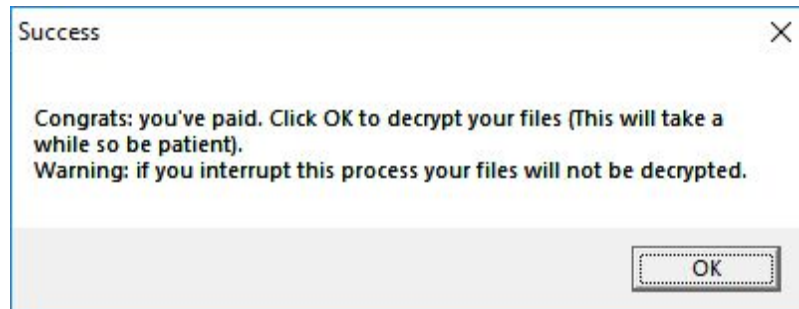 Success
Congrats: you've paid. Click OK to decrypt your files (This will take a
while so be patient).
Warning: if you interrupt this process your files will not be decrypted.
OK